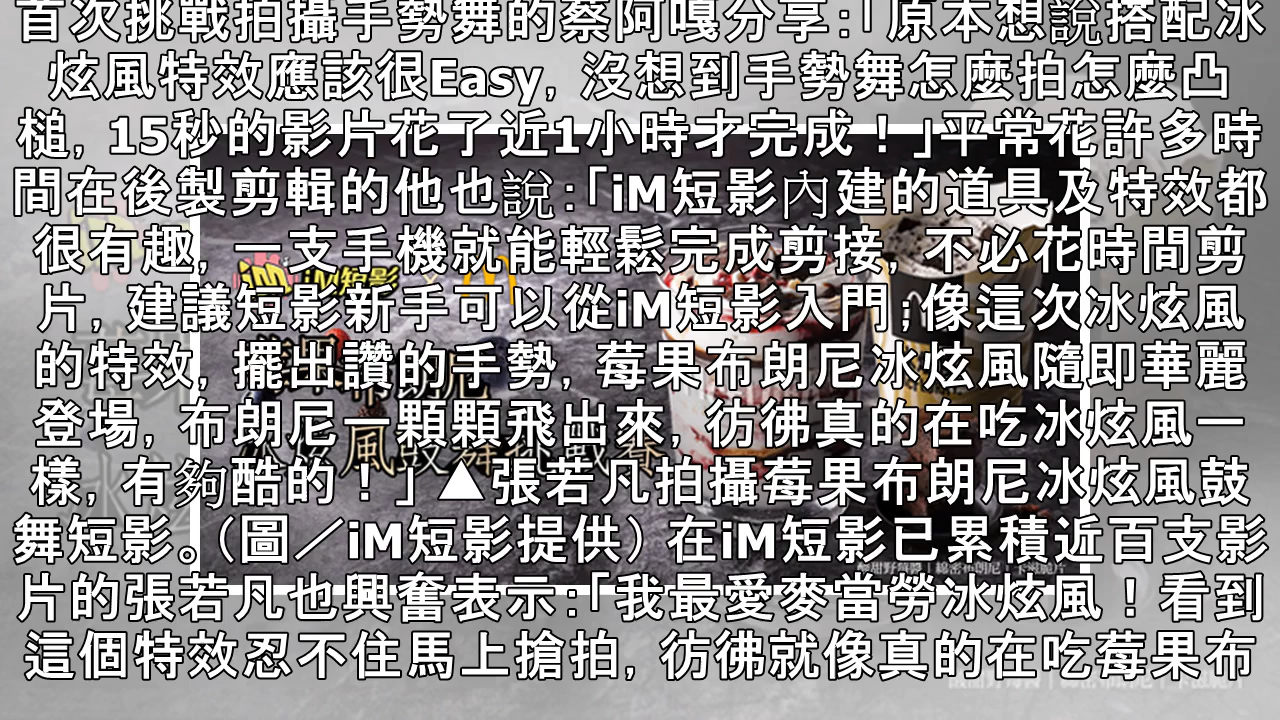 首次挑戰拍攝手勢舞的蔡阿嘎分享:「原本想說搭配冰
炫風特效應該很Easy, 沒想到手勢舞怎麼拍怎麼凸
槌, 15秒的影片花了近1小時才完成!」平常花許多時
間在後製剪輯的他也說:「iM短影內建的道具及特效都
很有趣, 一支手機就能輕鬆完成剪接, 不必花時間剪
片, 建議短影新手可以從iM短影入門;像這次冰炫風
的特效, 擺出讚的手勢, 莓果布朗尼冰炫風隨即華麗
登場, 布朗尼一顆顆飛出來, 彷彿真的在吃冰炫風一
樣, 有夠酷的!」▲張若凡拍攝莓果布朗尼冰炫風鼓
舞短影。(圖/iM短影提供) 在iM短影已累積近百支影
片的張若凡也興奮表示:「我最愛麥當勞冰炫風!看到
這個特效忍不住馬上搶拍, 彷彿就像真的在吃莓果布